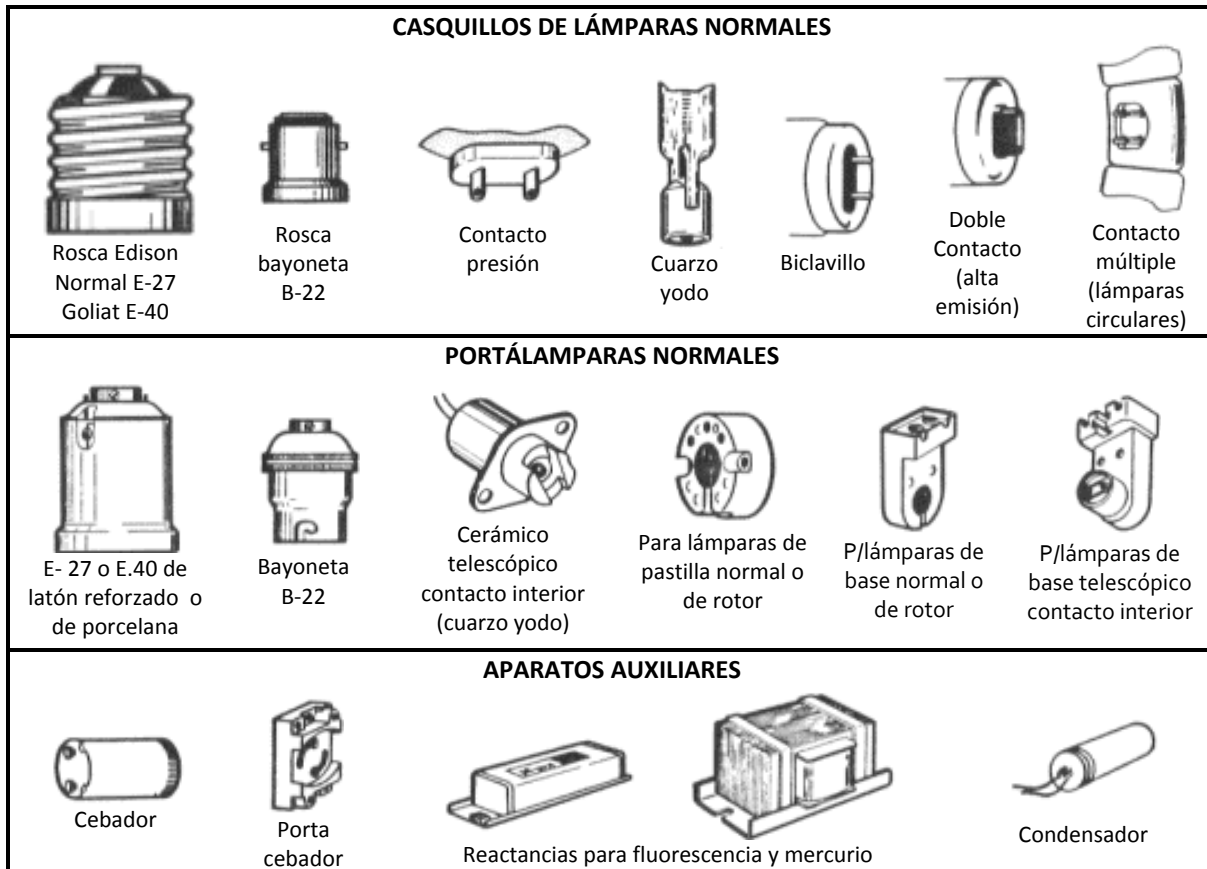 CASQUILLOS DE LÁMPARAS NORMALES
Rosca Edison
Normal E-27
Goliat E-40
Rosca
bayoneta
B-22
Contacto
presión
Cuarzo
yodo
Biclavillo
Doble
Contacto
(alta
emisión)
Contacto
múltiple
(lámparas
circulares)
PORTÁLAMPARAS NORMALES
E- 27 o E.40 de
latón reforzado o
de porcelana
Bayoneta
B-22
Cerámico
telescópico
contacto interior
(cuarzo yodo)
Para lámparas de
pastilla normal o
de rotor
P/lámparas de
base normal o
de rotor
P/lámparas de
base telescópico
contacto interior
APARATOS AUXILIARES
Cebador
Porta
cebador
Reactancias para fluorescencia y mercurio
Condensador